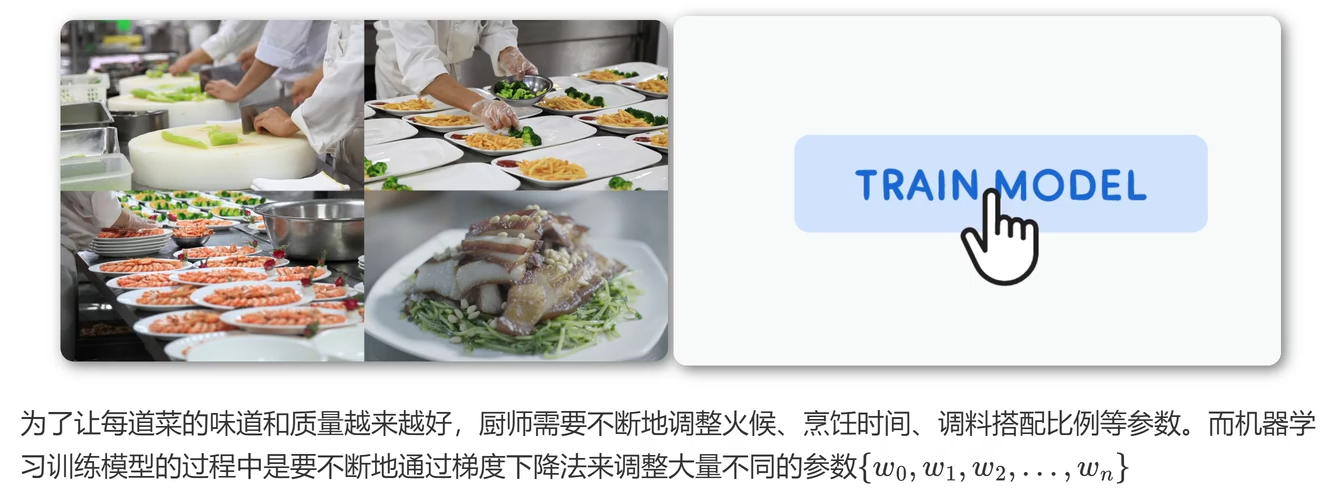 TRAIN MODEL
为了让每道菜的味道和质量越来越好，厨师需要不断地调整火候、烹饪时间、调料搭配比例等参数。而机器学
习训练模型的过程中是要不断地通过梯度下降法来调整大量不同的参数{w₀, w₁, w₂, ..., wₙ}